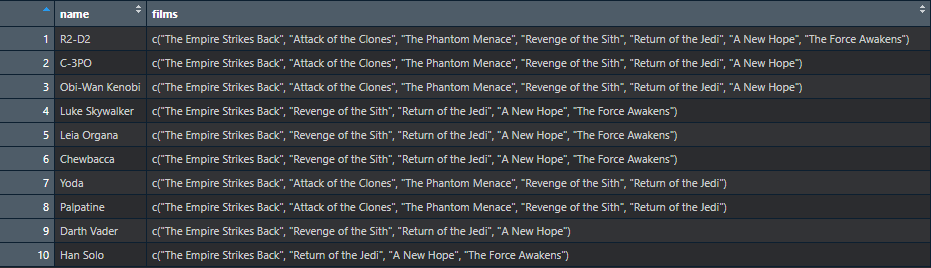 name films
1 R2-D2 c("The Empire Strikes Back", "Attack of the Clones", "The Phantom Menace", "Revenge of the Sith", "Return of the Jedi", "A New Hope", "The Force Awakens")
2 C-3PO c("The Empire Strikes Back", "Attack of the Clones", "The Phantom Menace", "Revenge of the Sith", "Return of the Jedi", "A New Hope")
3 Obi-Wan Kenobi c("The Empire Strikes Back", "Attack of the Clones", "The Phantom Menace", "Revenge of the Sith", "Return of the Jedi", "A New Hope")
4 Luke Skywalker c("The Empire Strikes Back", "Revenge of the Sith", "Return of the Jedi", "A New Hope", "The Force Awakens")
5 Leia Organa c("The Empire Strikes Back", "Revenge of the Sith", "Return of the Jedi", "A New Hope", "The Force Awakens")
6 Chewbacca c("The Empire Strikes Back", "Revenge of the Sith", "Return of the Jedi", "A New Hope", "The Force Awakens")
7 Yoda c("The Empire Strikes Back", "Attack of the Clones", "The Phantom Menace", "Revenge of the Sith", "Return of the Jedi")
8 Palpatine c("The Empire Strikes Back", "Attack of the Clones", "The Phantom Menace", "Revenge of the Sith", "Return of the Jedi")
9 Darth Vader c("The Empire Strikes Back", "Revenge of the Sith", "Return of the Jedi", "A New Hope")
10 Han Solo c("The Empire Strikes Back", "Return of the Jedi", "A New Hope", "The Force Awakens")